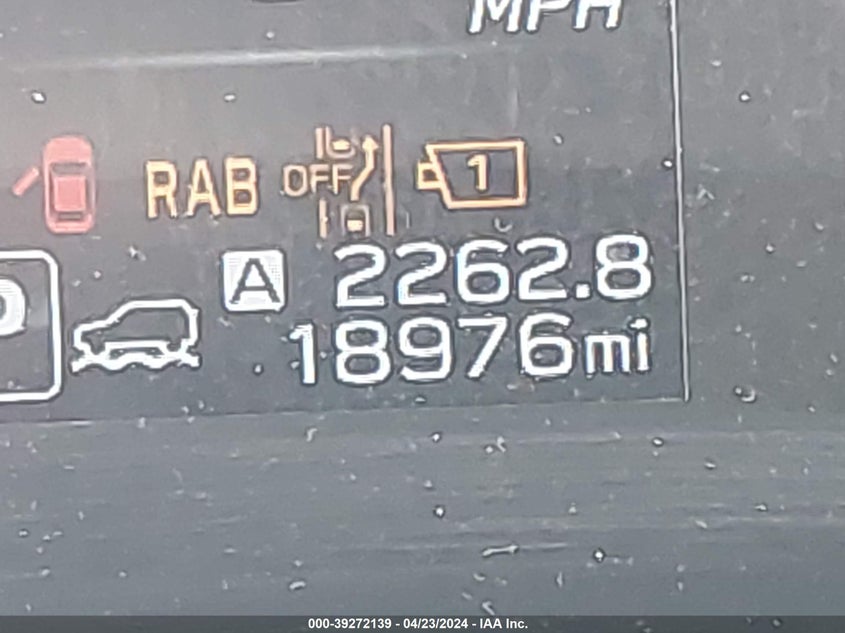 MPH
RAB OFF 1
A 2262.8
18976mi
000-39272139 - 04/23/2024 - IAA Inc.